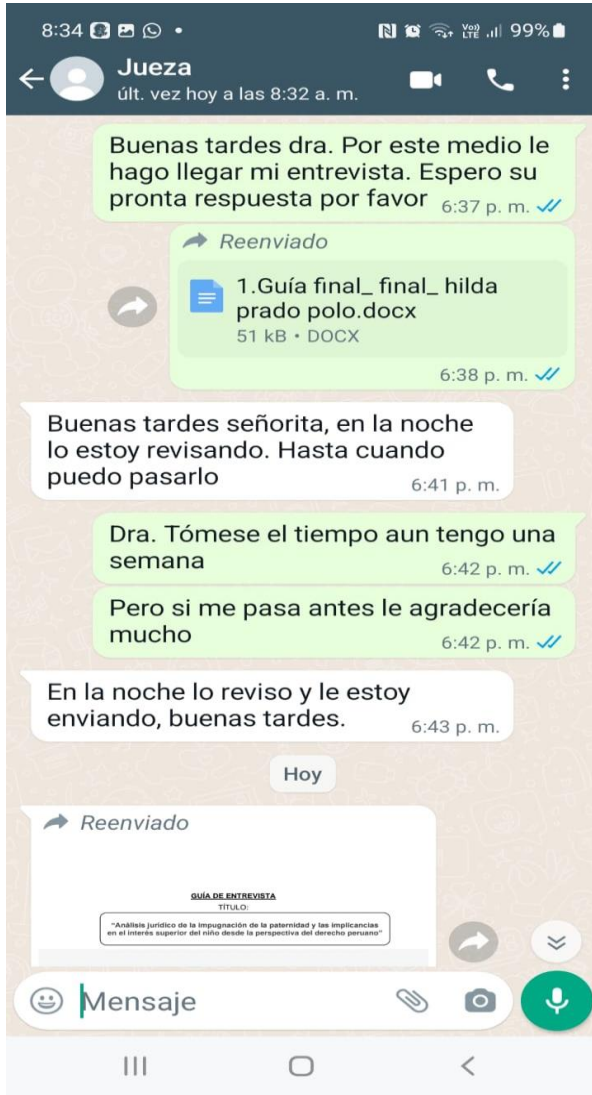 8:34
99%
Jueza
últ. vez hoy a las 8:32 a. m.
Buenas tardes dra. Por este medio le
hago llegar mi entrevista. Espero su
pronta respuesta por favor 6:37 p. m.
Reenviado
1.Guía final_ final_ hilda
prado polo.docx
51 kB • DOCX
6:38 p. m.
Buenas tardes señorita, en la noche
lo estoy revisando. Hasta cuando
puedo pasarlo 6:41 p. m.
Dra. Tómese el tiempo aun tengo una
semana 6:42 p. m.
Pero si me pasa antes le agradecería
mucho 6:42 p. m.
En la noche lo reviso y le estoy
enviando, buenas tardes. 6:43 p. m.
Hoy
Reenviado
GUÍA DE ENTREVISTA
TÍTULO:
"Análisis jurídico de la impugnación de la paternidad y las implicancias
en el interés superior del niño desde la perspectiva del derecho peruano"
Mensaje